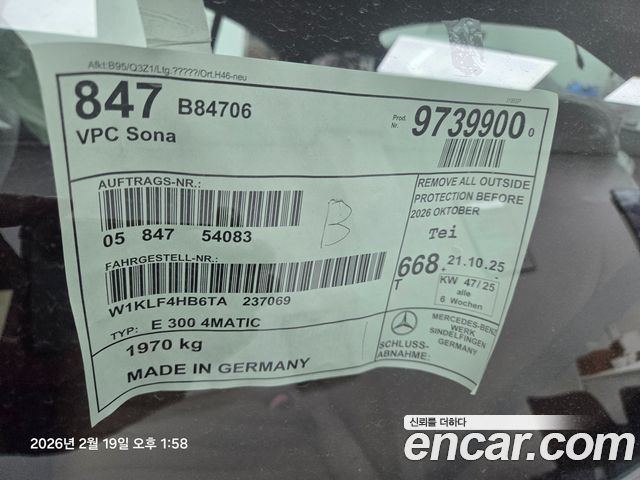 Afkt:B95/Q3Z1/Lfg.?????/Ort.H46-neu
847 B84706
VPC Sona
Prod. Nr. 9739900 0
AUFTRAGS-NR.:
05 847 54083
B
REMOVE ALL OUTSIDE
PROTECTION BEFORE
2026 OKTOBER
Tei
FAHRGESTELL-NR.:
W1KLF4HB6TA 237069
668 21.10.25
T
KW 47/25
alle
6 Wochen
TYP: E 300 4MATIC
1970 kg
MADE IN GERMANY
MERCEDES-BENZ
WERK
SINDELFINGEN
GERMANY
SCHLUSS-
ABNAHME:
2026년 2월 19일 오후 1:58
신뢰를 더하다
encar.com